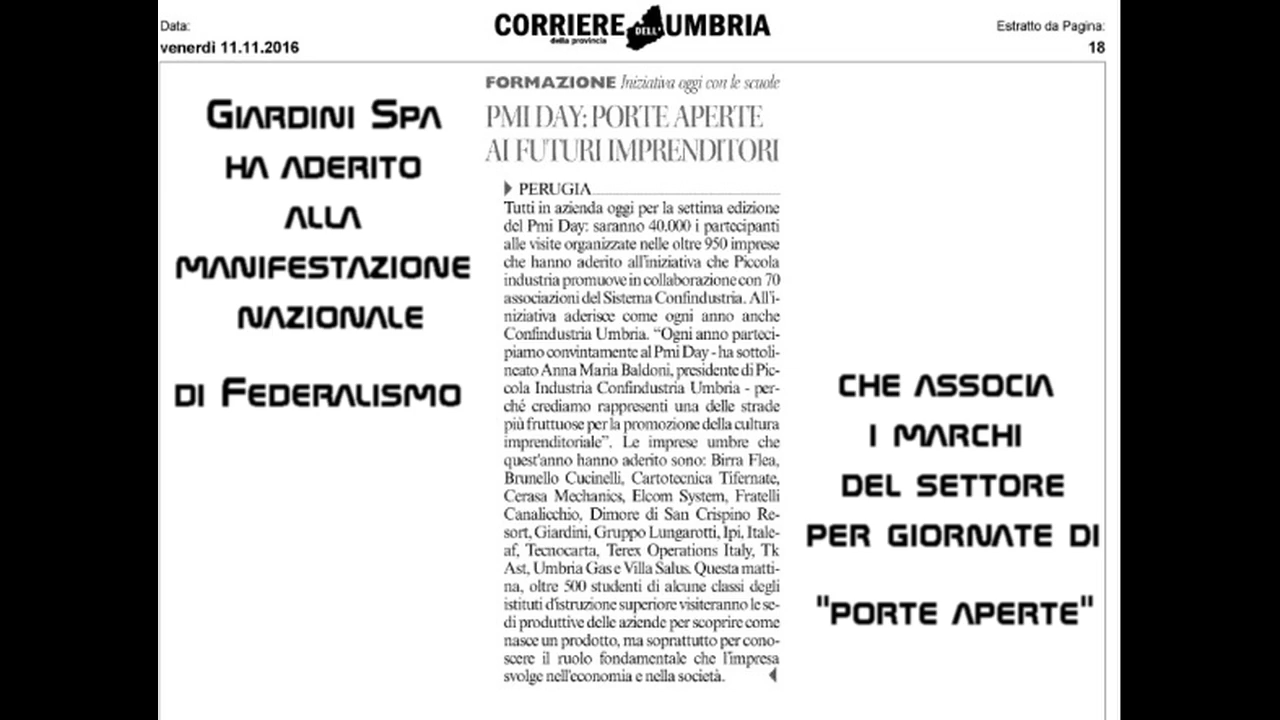 Data:
venerdì 11.11.2016
CORRIERE DELL'UMBRIA
della provincia
Estratto da Pagina:
18
GIARDINI SPA
HA ADERITO
ALLA
MANIFESTAZIONE
NAZIONALE
DI FEDERALISMO
FORMAZIONE Iniziativa oggi con le scuole
PMI DAY: PORTE APERTE
AI FUTURI IMPRENDITORI
PERUGIA
Tutti in azienda oggi per la settima edizione
del Pmi Day: saranno 40.000 i partecipanti
alle visite organizzate nelle oltre 950 imprese
che hanno aderito all'iniziativa che Piccola
industria promuove in collaborazione con 70
associazioni del Sistema Confindustria. All'i-
niziativa aderisce come ogni anno anche
Confindustria Umbria. “Ogni anno parteci-
piamo convintamente al Pmi Day - ha sottoli-
neato Anna Maria Baldoni, presidente di Pic-
cola Industria Confindustria Umbria - per-
ché crediamo rappresenti una delle strade
più fruttuose per la promozione della cultura
imprenditoriale”. Le imprese umbre che
quest'anno hanno aderito sono: Birra Flea,
Brunello Cucinelli, Cartotecnica Tifernate,
Cerasa Mechanics, Elcom System, Fratelli
Canalicchio, Dimore di San Crispino Re-
sort, Giardini, Gruppo Lungarotti, Ipi, Itale-
af, Tecnocarta, Terex Operations Italy, Tk
Ast, Umbria Gas e Villa Salus. Questa matti-
na, oltre 500 studenti di alcune classi degli
istituti d'istruzione superiore visiteranno le se-
di produttive delle aziende per scoprire come
nasce un prodotto, ma soprattutto per cono-
scere il ruolo fondamentale che l'impresa
svolge nell'economia e nella società.
CHE ASSOCIA
I MARCHI
DEL SETTORE
PER GIORNATE DI
"PORTE APERTE"